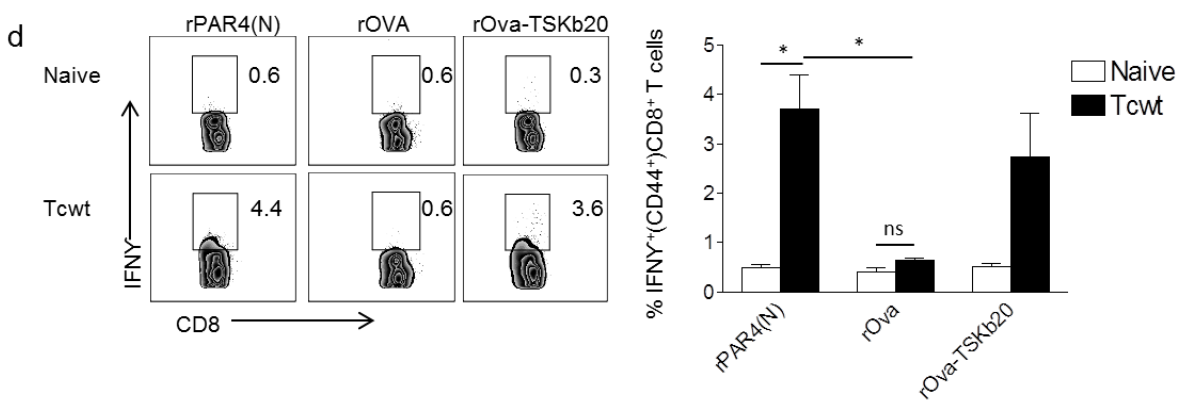 d
rPAR4(N) rOVA rOva-TSKb20
Naive 0.6 0.6 0.3
Tcwt 4.4 0.6 3.6
IFNY
CD8
% IFNY⁺(CD44⁺)CD8⁺ T cells
5
4
3
2
1
0
* *
ns
rPAR4(N) rOva rOva-TSKb20
Naive
Tcwt